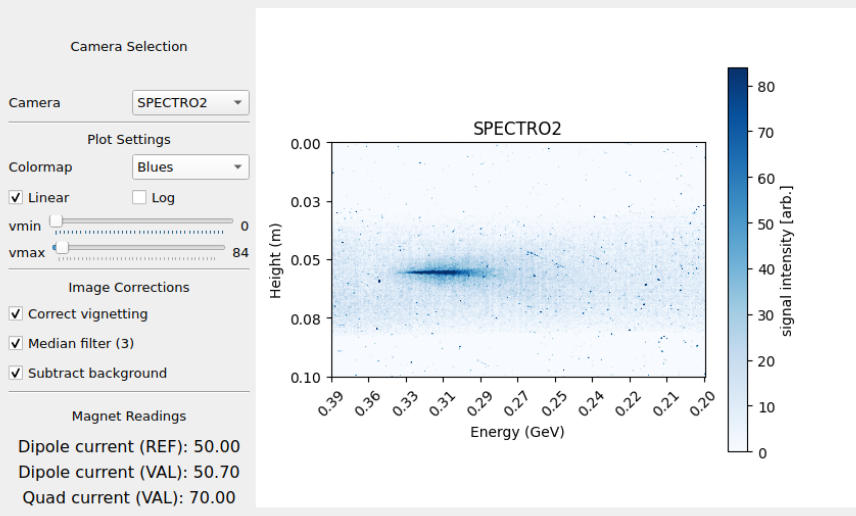 Camera Selection
Camera SPECTRO2
Plot Settings
Colormap Blues
Linear Log
vmin 0
vmax 84
Image Corrections
Correct vignetting
Median filter (3)
Subtract background
Magnet Readings
Dipole current (REF): 50.00
Dipole current (VAL): 50.70
Quad current (VAL): 70.00
SPECTRO2
Height (m)
0.00
0.03
0.05
0.08
0.10
0.39 0.36 0.33 0.31 0.29 0.27 0.25 0.24 0.22 0.21 0.20
Energy (GeV)
80
70
60
50
40
30
20
10
0
signal intensity [arb.]